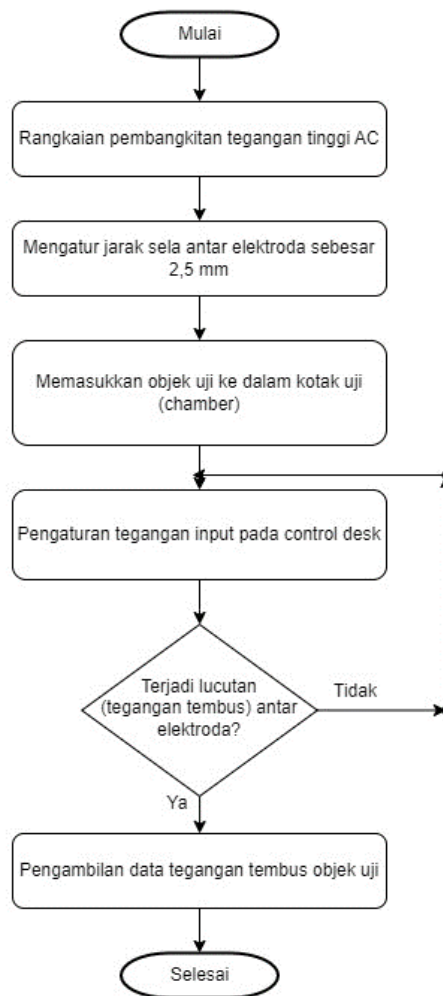 Mulai
Rangkaian pembangkitan tegangan tinggi AC
Mengatur jarak sela antar elektroda sebesar
2,5 mm
Memasukkan objek uji ke dalam kotak uji
(chamber)
Pengaturan tegangan input pada control desk
Terjadi lucutan
(tegangan tembus) antar
elektroda?
Tidak
Ya
Pengambilan data tegangan tembus objek uji
Selesai